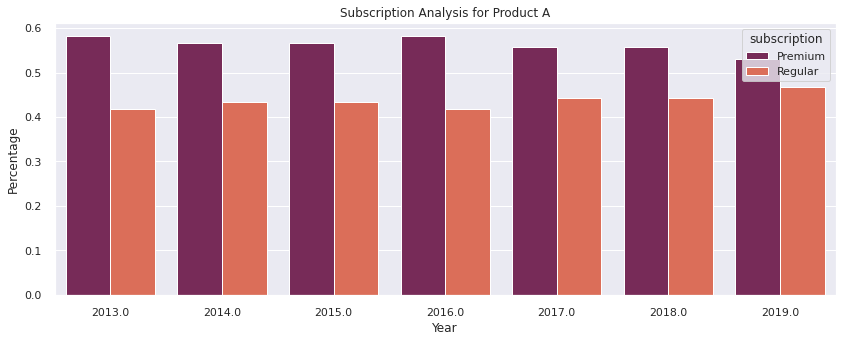 Subscription Analysis for Product A
subscription
Premium
Regular
Percentage
0.6
0.5
0.4
0.3
0.2
0.1
0.0
2013.0 2014.0 2015.0 2016.0 2017.0 2018.0 2019.0
Year